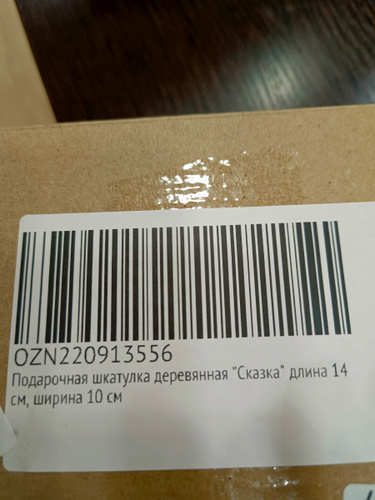 OZN220913556
Подарочная шкатулка деревянная "Сказка" длина 14
см, ширина 10 см